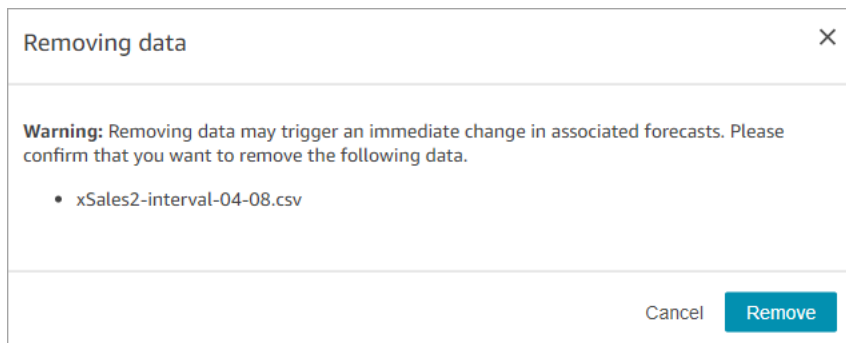 Removing data
Warning: Removing data may trigger an immediate change in associated forecasts. Please
confirm that you want to remove the following data.
• xSales2-interval-04-08.csv
Cancel Remove